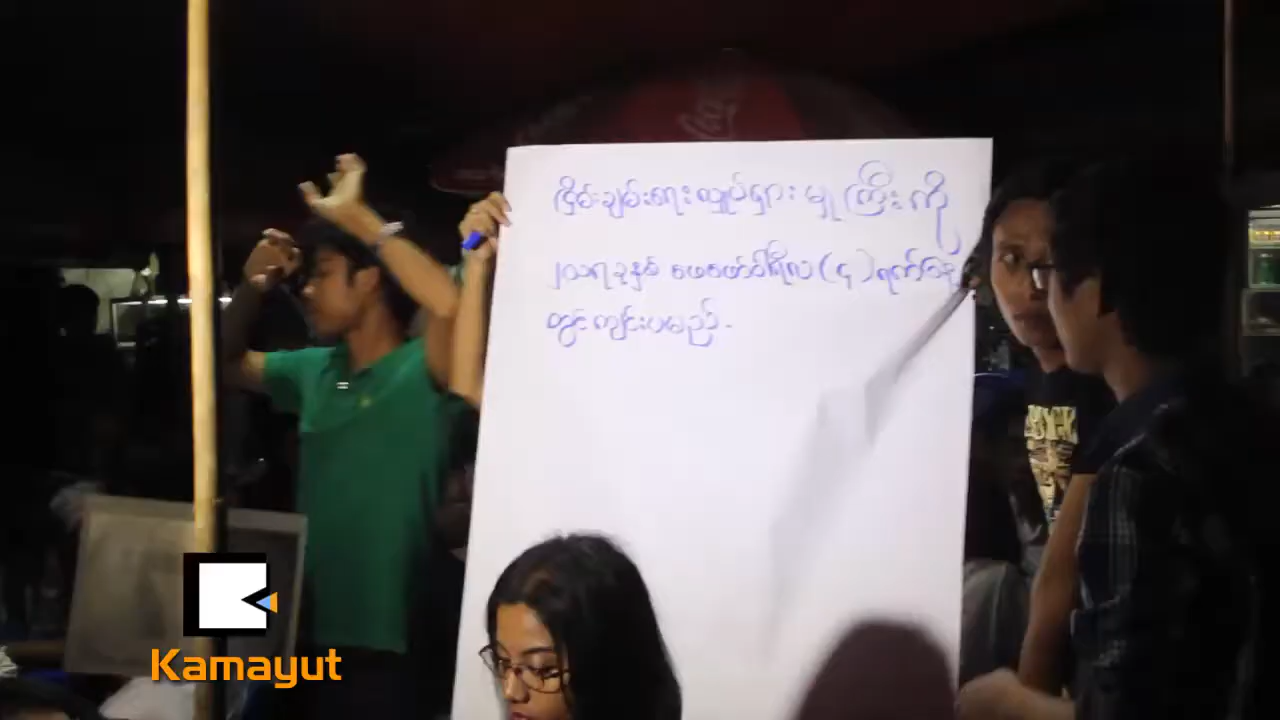 ငြိမ်းချမ်းရေးလှုပ်ရှားမှုကြီးကို
၂၀၁၇ ခုနှစ် ဖေဖော်ဝါရီလ (၄) ရက်နေ့
တွင်ကျင်းပမည်.
Kamayut